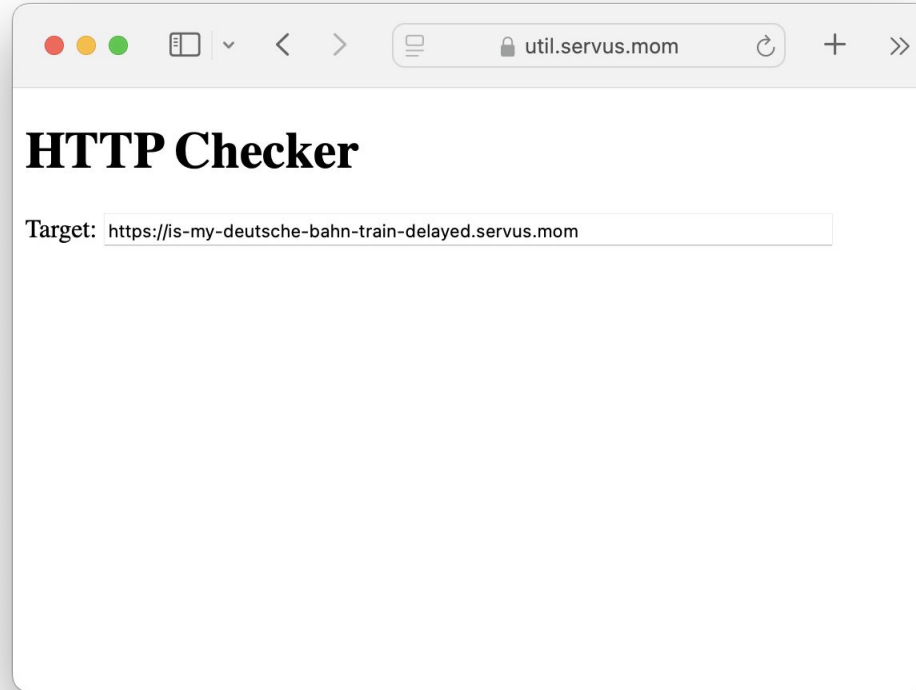 util.servus.mom
HTTP Checker
Target: https://is-my-deutsche-bahn-train-delayed.servus.mom